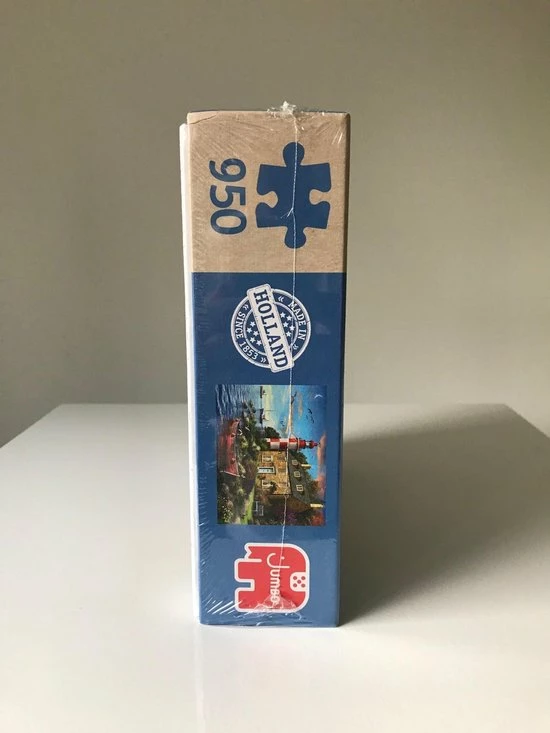 950
MADE IN
HOLLAND
SINCE 1853
Jumbo